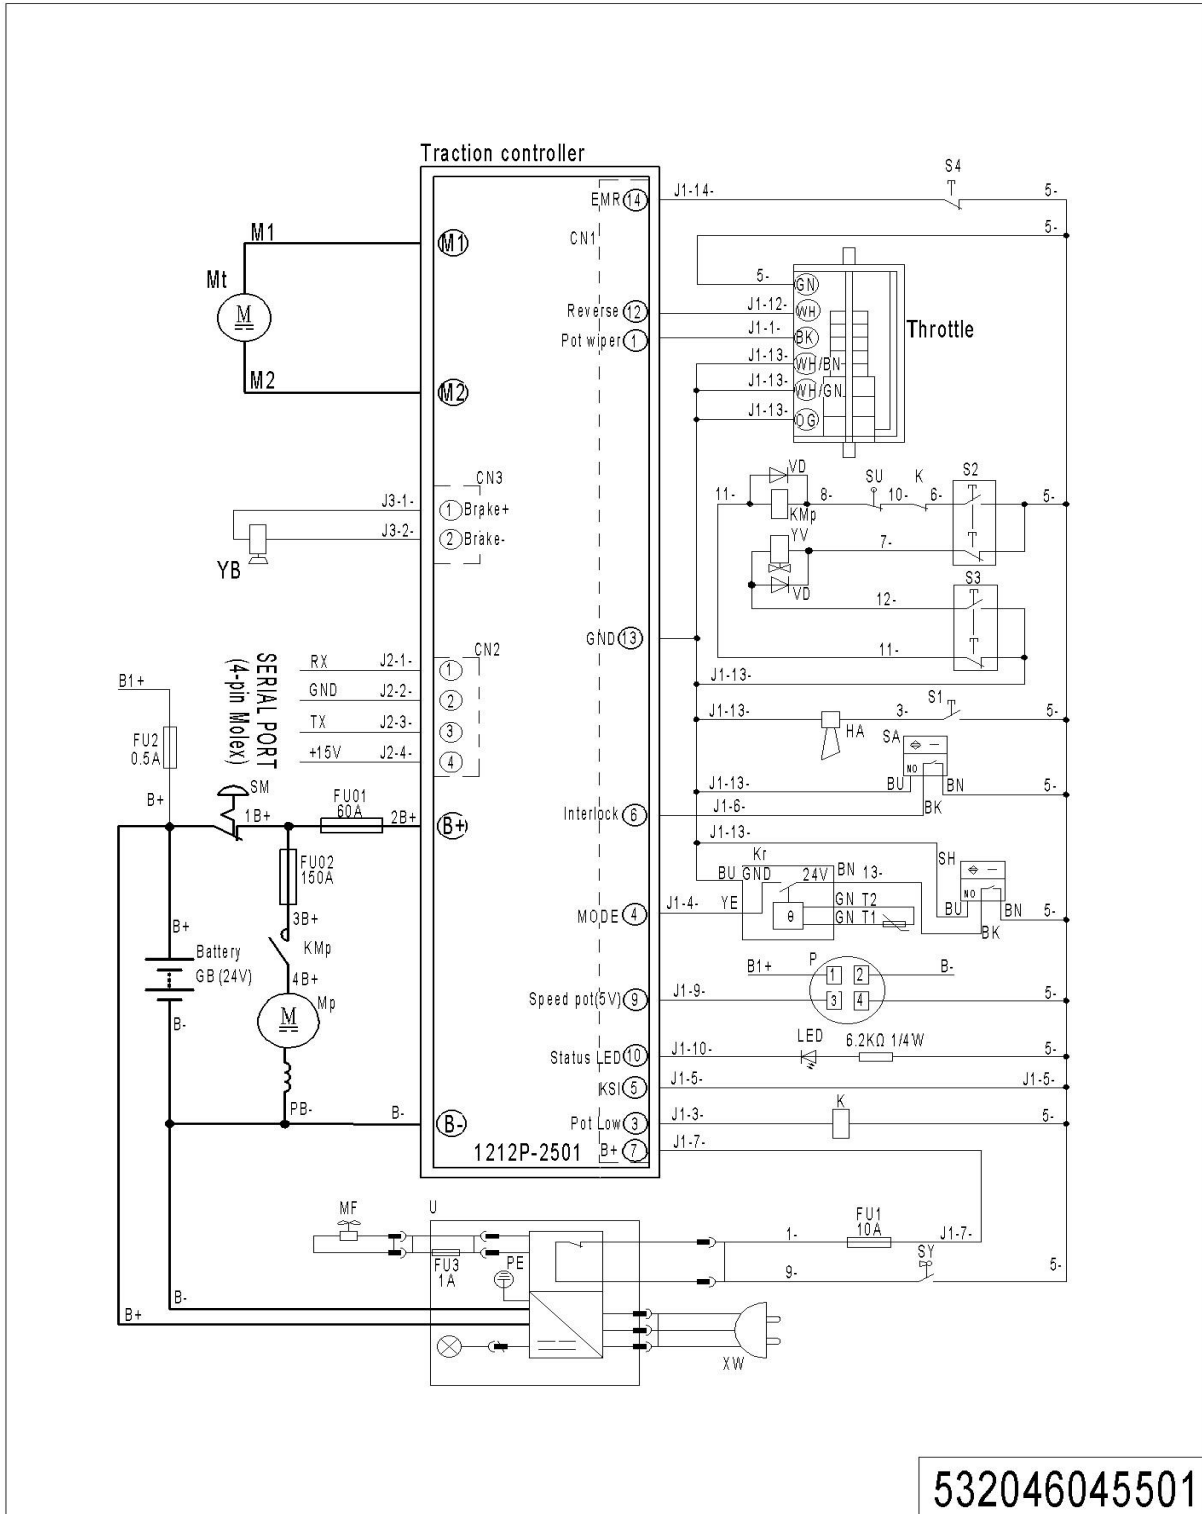 Traction controller
S4
EMR 14 J1-14- 5-
CN1 5-
M1 M1
Mt
M
5- GN
Reverse 12 J1-12- WH
Pot wiper 1 J1-1- BK
Throttle
J1-13- WH/BN
J1-13- WH/GN
J1-13- OG
M2 M2
VD SU K S2
CN3
11- KMp 8- 10- 6- 5-
J3-1- 1 Brake+
J3-2- 2 Brake-
YB
YV 7-
VD
S3
12-
GND 13
11-
CN2
SERIAL PORT
(4-pin Molex)
RX J2-1- 1
GND J2-2- 2
TX J2-3- 3
+15V J2-4- 4
J1-13-
B1+
J1-13- HA 3- S1 5-
FU2
0.5A
SA
NO
J1-13- BU BN 5-
B+ SM
1B+ FU01
60A 2B+ B+
Interlock 6 J1-6- BK
J1-13-
FU02
150A
Kr
BU GND 24V BN 13- SH
NO
MODE 4 J1-4- YE θ GN T2
GN T1
BU BN 5-
BK
3B+
KMp
B+
Battery
GB(24V)
4B+
B-
Mp
M
B1+ P B-
1 2
Speed pot(5V) 9 J1-9- 3 4 5-
LED 6.2KΩ 1/4W
Status LED 10 J1-10- 5-
KSI 5 J1-5- J1-5-
PB- B- B-
Pot Low 3 J1-3- K 5-
B+ 7 J1-7-
1212P-2501
MF U
FU3
1A
PE
1- FU1
10A J1-7-
9- SY 5-
B-
B+
XW
532046045501